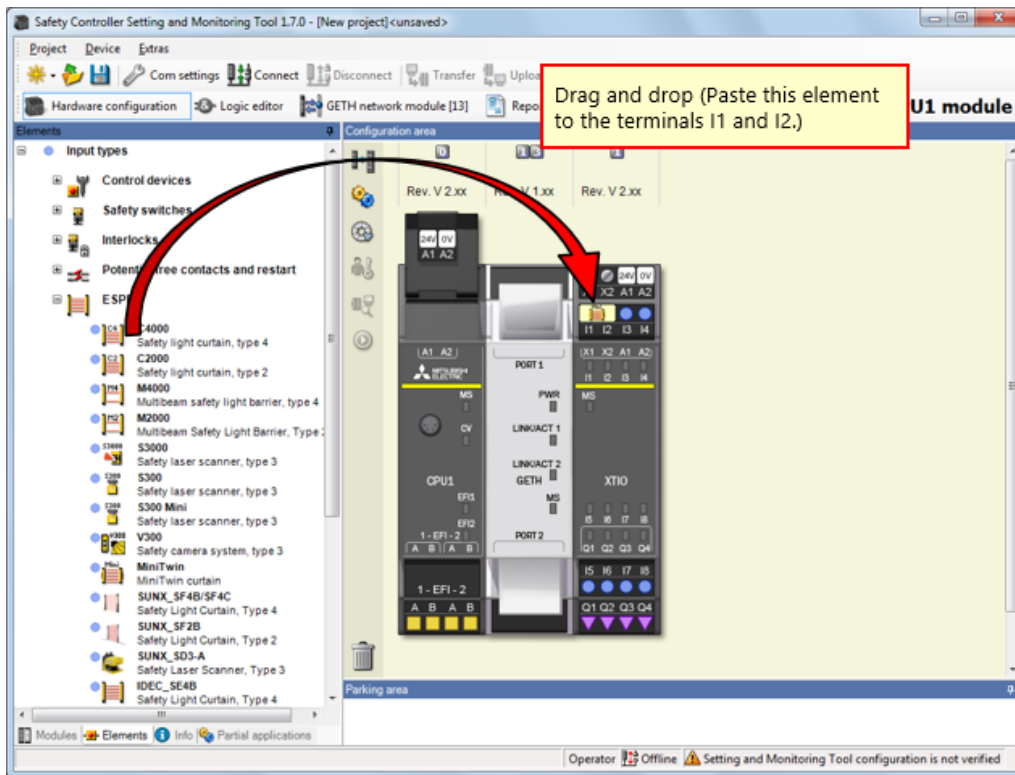 Safety Controller Setting and Monitoring Tool 1.7.0 - [New project]<unsaved>
Project Device Extras
Com settings Connect Disconnect Transfer
Hardware configuration Logic editor GETH network module [13]
U1 module
Drag and drop (Paste this element
to the terminals I1 and I2.)
Elements
Input types
Control devices
Safety switches
Interlocks
free contacts and restart
C4000
Safety light curtain, type 4
C2000
Safety light curtain, type 2
M4000
Multibeam safety light barrier, type 4
M2000
Multibeam Safety Light Barrier, Type
S3000
Safety laser scanner, type 3
S300
Safety laser scanner, type 3
S300 Mini
Safety laser scanner, type 3
V300
Safety camera system, type 3
MiniTwin
MiniTwin curtain
SUNX_SF4B/SF4C
Safety Light Curtain, Type 4
SUNX_SF2B
Safety Light Curtain, Type 2
SUNX_SD3-A
Safety Laser Scanner, Type 3
IDEC_SE4B
Safety Light Curtain, Type 4
Modules Elements Info Partial applications
Configuration area
Rev. V 2.xx
V 1.xx
Rev. V 2.xx
24V 0V
A1 A2
A1 A2
MITSUBISHI
ELECTRIC
MS
CV
CPU1
EFI1
EFI2
1 - EFI - 2
A B A B
1 - EFI - 2
A B A B
PORT 1
PWR
LINK/ACT 1
LINK/ACT 2
GETH
MS
PORT 2
24V 0V
X2 A1 A2
I1 I2 I3 I4
X1 X2 A1 A2
I1 I2 I3 I4
MS
XTIO
I5 I6 I7 I8
Q1 Q2 Q3 Q4
I5 I6 I7 I8
Q1 Q2 Q3 Q4
Parking area
Operator Offline Setting and Monitoring Tool configuration is not verified